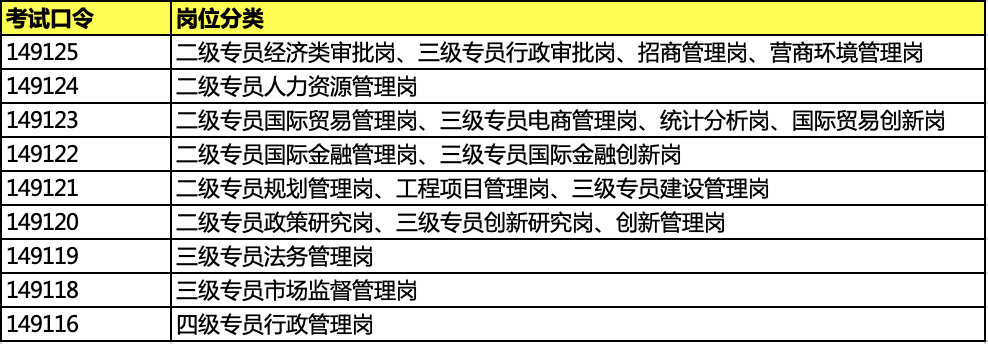 考试口令 岗位分类
149125 二级专员经济类审批岗、三级专员行政审批岗、招商管理岗、营商环境管理岗
149124 二级专员人力资源管理岗
149123 二级专员国际贸易管理岗、三级专员电商管理岗、统计分析岗、国际贸易创新岗
149122 二级专员国际金融管理岗、三级专员国际金融创新岗
149121 二级专员规划管理岗、工程项目管理岗、三级专员建设管理岗
149120 二级专员政策研究岗、三级专员创新研究岗、创新管理岗
149119 三级专员法务管理岗
149118 三级专员市场监督管理岗
149116 四级专员行政管理岗